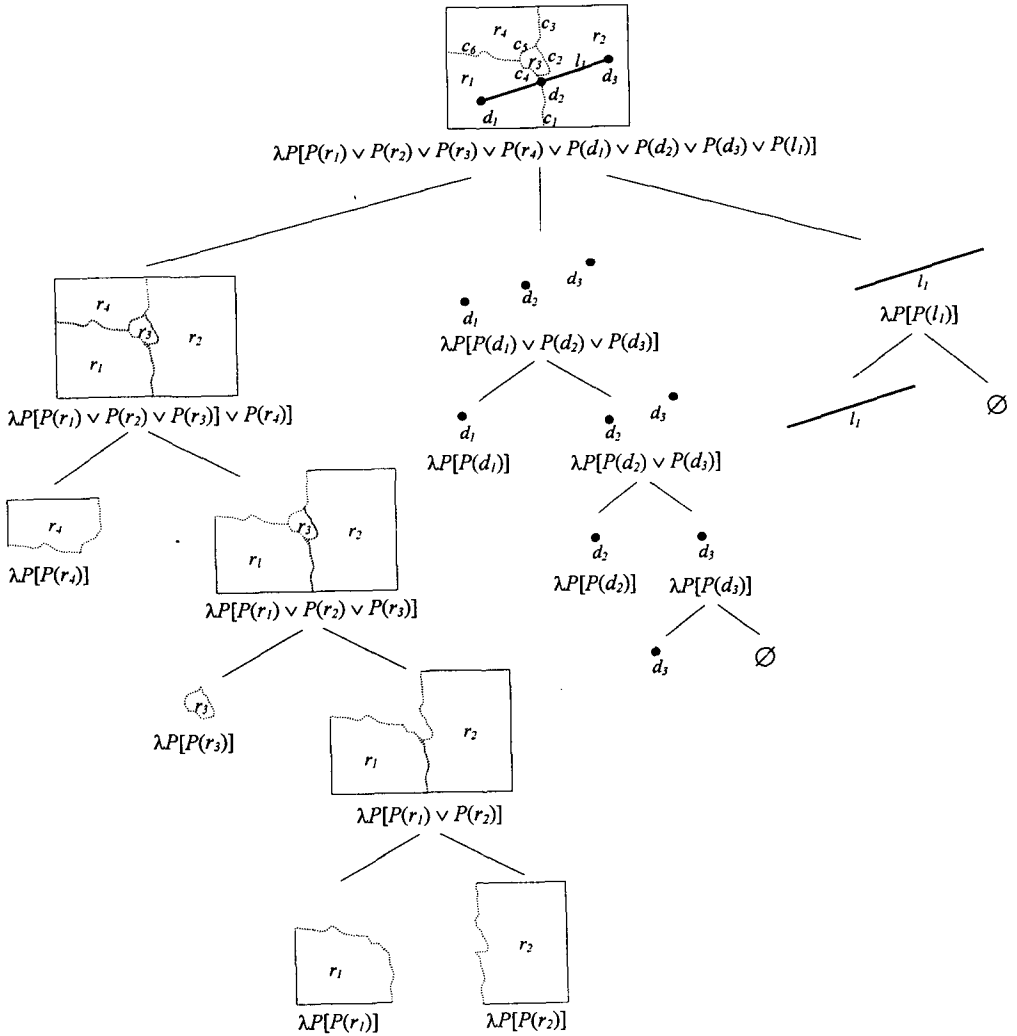 r₄ c₃ r₂
c₆ c₅ c₂
r₃ l₁
r₁ c₄ d₃
d₂
d₁ c₁
λP[P(r₁) ∨ P(r₂) ∨ P(r₃) ∨ P(r₄) ∨ P(d₁) ∨ P(d₂) ∨ P(d₃) ∨ P(l₁)]
r₄
r₃ r₂
r₁
λP[P(r₁) ∨ P(r₂) ∨ P(r₃)] ∨ P(r₄)]
d₃
d₂
d₁
λP[P(d₁) ∨ P(d₂) ∨ P(d₃)]
l₁
λP[P(l₁)]
r₄
λP[P(r₄)]
r₃ r₂
r₁
λP[P(r₁) ∨ P(r₂) ∨ P(r₃)]
d₁
λP[P(d₁)]
d₃
d₂
λP[P(d₂) ∨ P(d₃)]
l₁
∅
d₂
λP[P(d₂)]
d₃
λP[P(d₃)]
d₃
∅
r₃
λP[P(r₃)]
r₂
r₁
λP[P(r₁) ∨ P(r₂)]
r₁
λP[P(r₁)]
r₂
λP[P(r₂)]